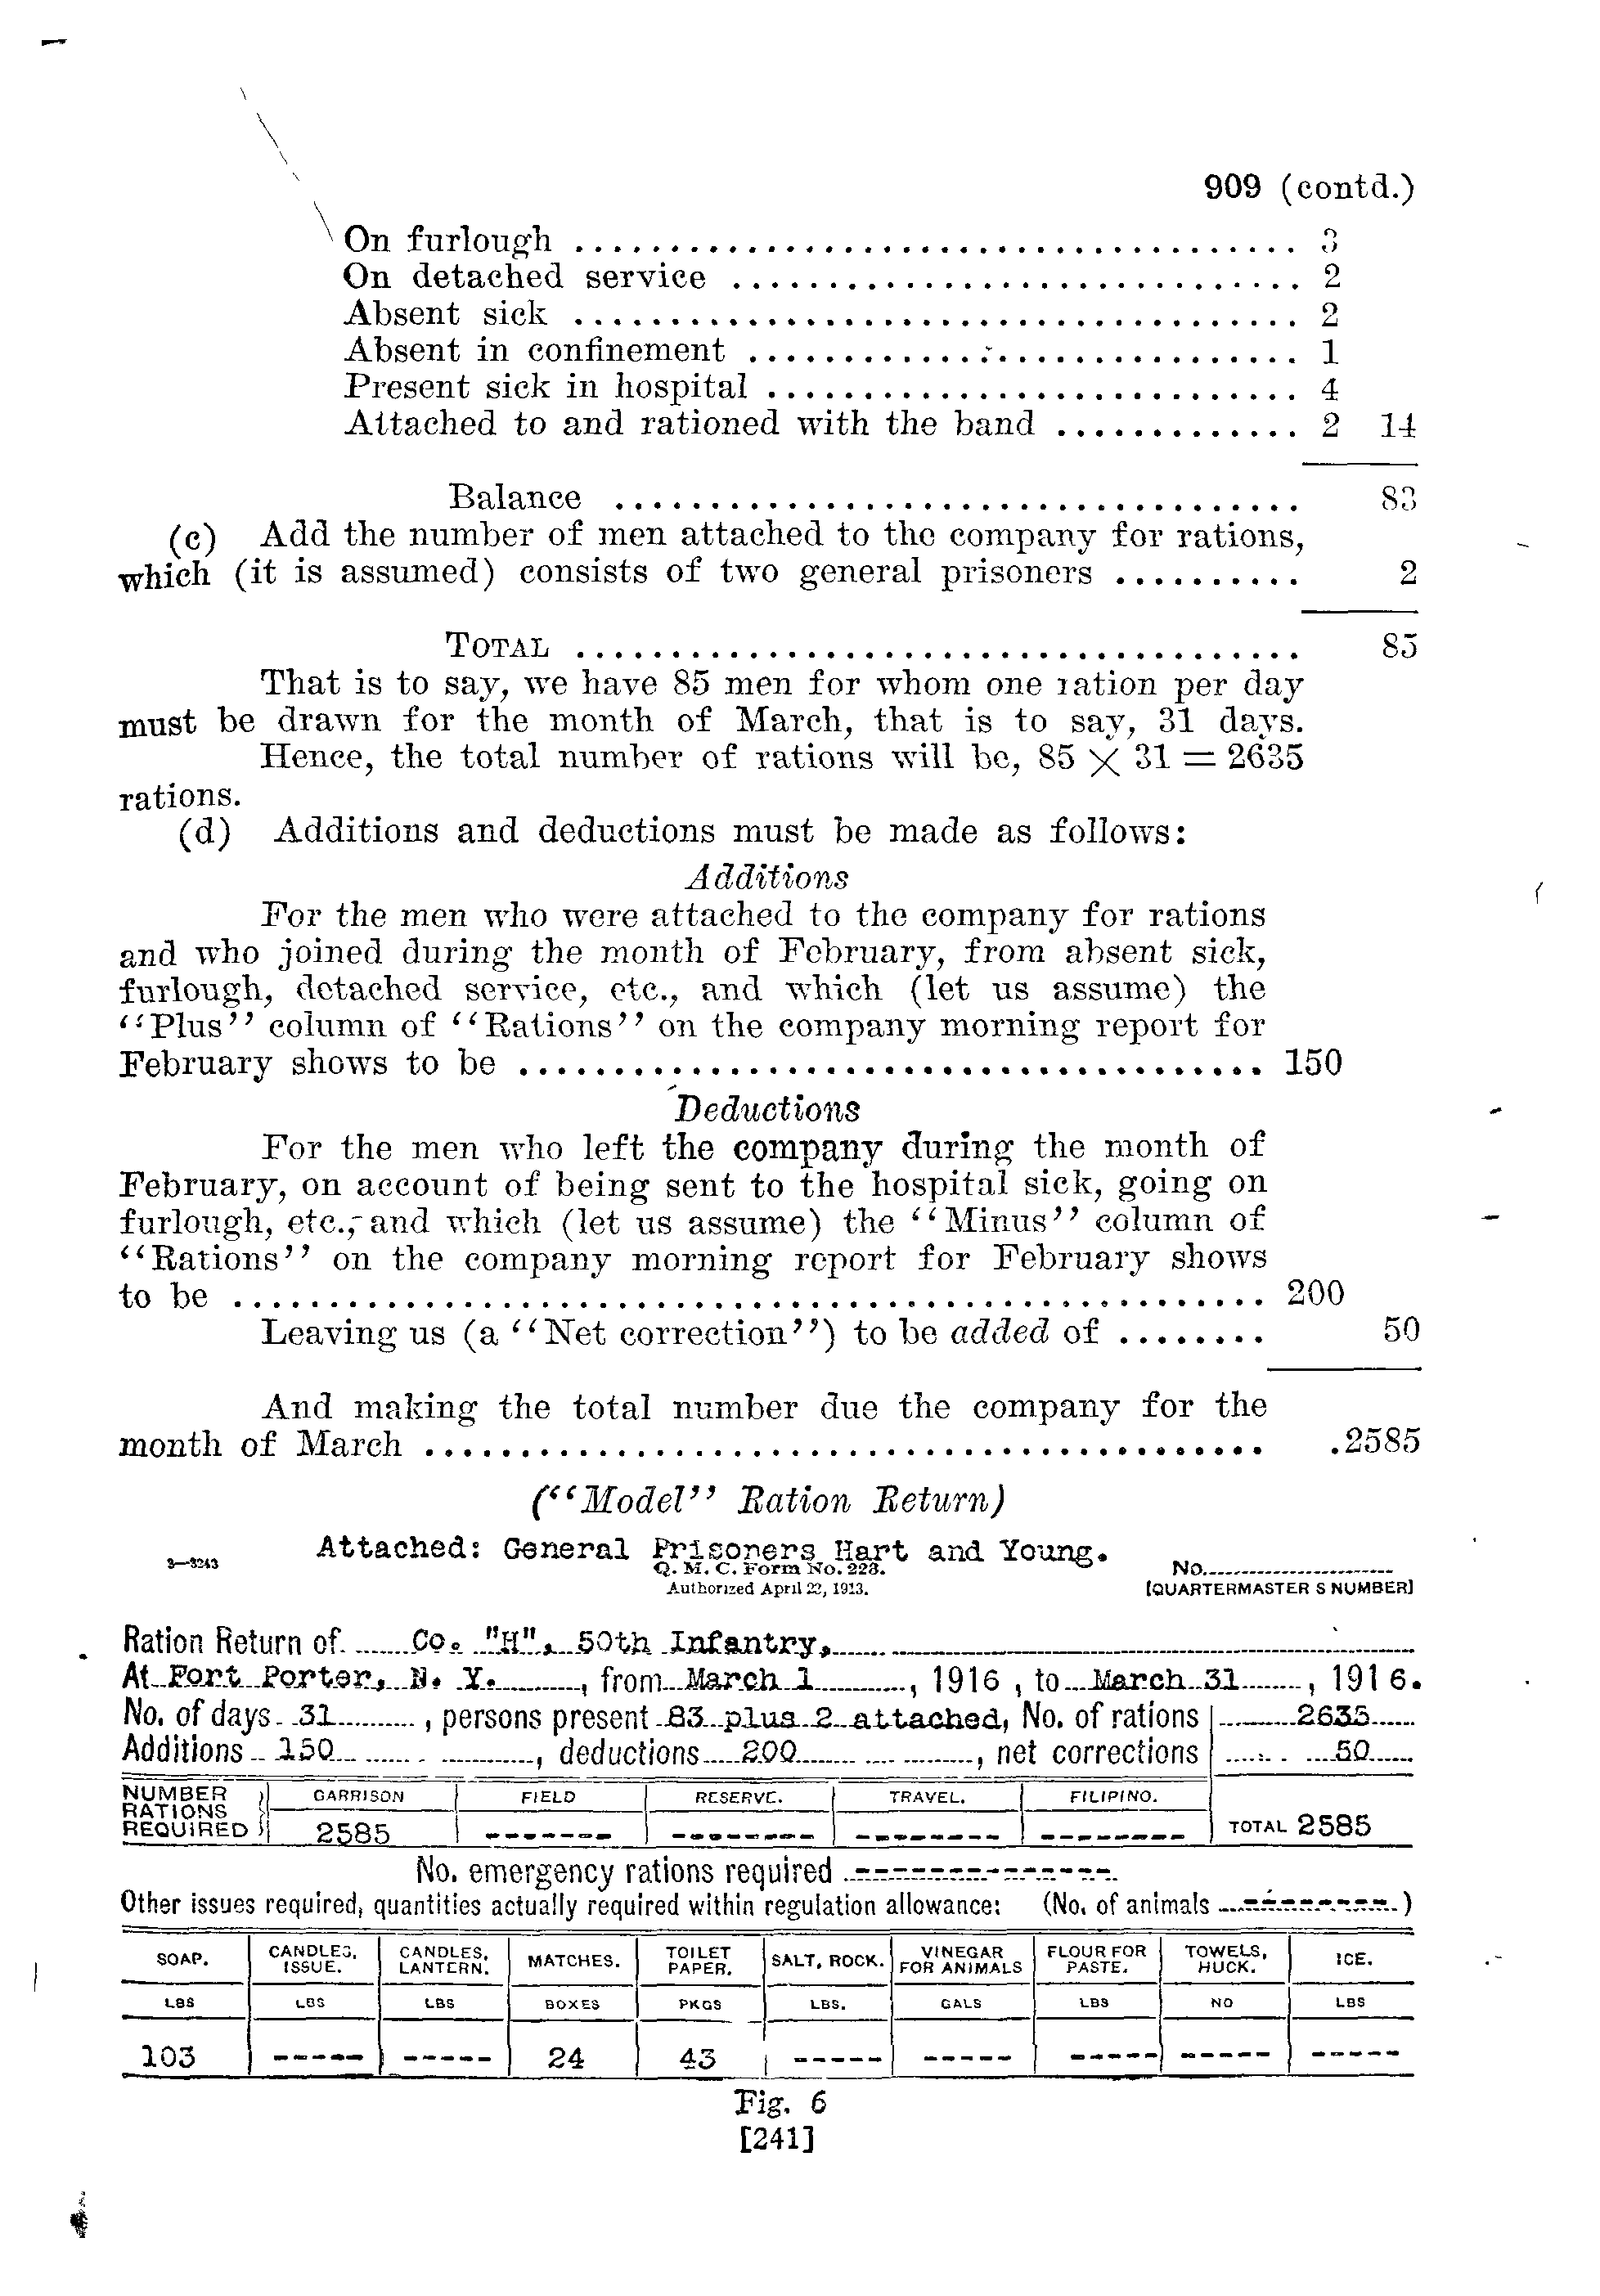 909 (contd.)
On furlough ..................................... 3
On detached service .............................. 2
Absent sick ...................................... 2
Absent in confinement ............................. 1
Present sick in hospital ............................ 4
Attached to and rationed with the band ............. 2 14
Balance .................................... 83
(c) Add the number of men attached to the company for rations,
which (it is assumed) consists of two general prisoners .......... 2
TOTAL ...................................... 85
That is to say, we have 85 men for whom one ration per day
must be drawn for the month of March, that is to say, 31 days.
Hence, the total number of rations will be, 85 × 31 = 2635
rations.
(d) Additions and deductions must be made as follows:
Additions
For the men who were attached to the company for rations
and who joined during the month of February, from absent sick,
furlough, detached service, etc., and which (let us assume) the
“Plus” column of “Rations” on the company morning report for
February shows to be ....................................... 150
Deductions
For the men who left the company during the month of
February, on account of being sent to the hospital sick, going on
furlough, etc., and which (let us assume) the “Minus” column of
“Rations” on the company morning report for February shows
to be ...................................................... 200
Leaving us (a “Net correction”) to be added of ........ 50
And making the total number due the company for the
month of March ............................................ .2585
(“Model” Ration Return)
Attached: General Prisoners Hart and Young.
3—3243 Q. M. C. Form No. 223. No.
Authorized April 22, 1913. [QUARTERMASTER S NUMBER]
Ration Return of Co. "H", 50th Infantry,
At Fort Porter, N. Y. , from March 1 , 1916 , to March 31 , 1916.
No. of days 31 , persons present 83 plus 2 attached, No. of rations 2635
Additions 150 , deductions 200 , net corrections 50
NUMBER RATIONS REQUIRED GARRISON FIELD RESERVE. TRAVEL. FILIPINO.
2585 ------- -------- -------- -------- TOTAL 2585
No. emergency rations required ---------------
Other issues required, quantities actually required within regulation allowance: (No. of animals ---------)
SOAP. CANDLES, ISSUE. CANDLES, LANTERN. MATCHES. TOILET PAPER. SALT, ROCK. VINEGAR FOR ANIMALS FLOUR FOR PASTE. TOWELS, HUCK. ICE.
LBS LBS LBS BOXES PKGS LBS. GALS LBS NO LBS
103 ----- ----- 24 43 ----- ----- ----- ----- -----
Fig. 6
[241]